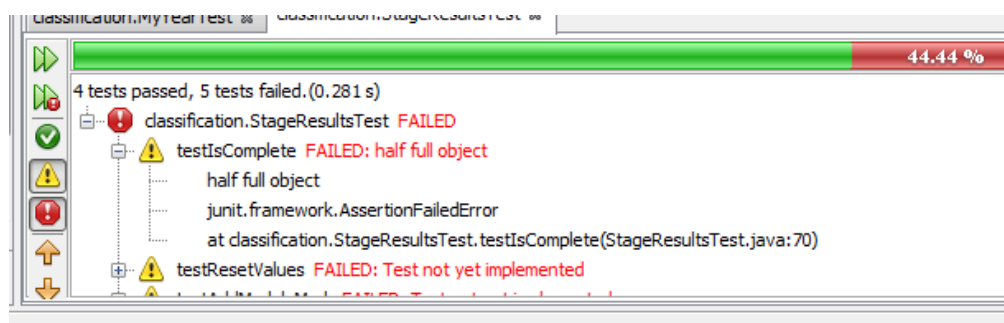 classification.MyYearTest classification.StageResultsTest
44.44 %
4 tests passed, 5 tests failed.(0.281 s)
classification.StageResultsTest FAILED
testIsComplete FAILED: half full object
half full object
junit.framework.AssertionFailedError
at classification.StageResultsTest.testIsComplete(StageResultsTest.java:70)
testResetValues FAILED: Test not yet implemented